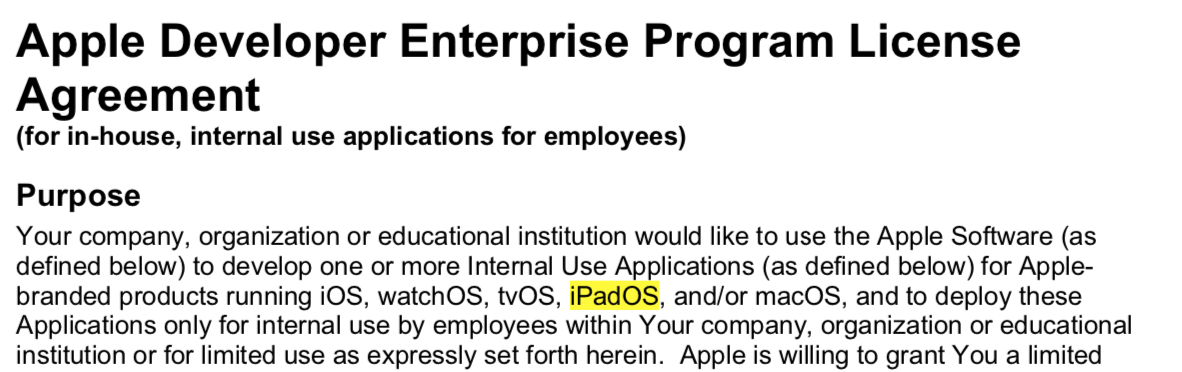 Apple Developer Enterprise Program License
Agreement
(for in-house, internal use applications for employees)
Purpose
Your company, organization or educational institution would like to use the Apple Software (as
defined below) to develop one or more Internal Use Applications (as defined below) for Apple-
branded products running iOS, watchOS, tvOS, iPadOS, and/or macOS, and to deploy these
Applications only for internal use by employees within Your company, organization or educational
institution or for limited use as expressly set forth herein.  Apple is willing to grant You a limited